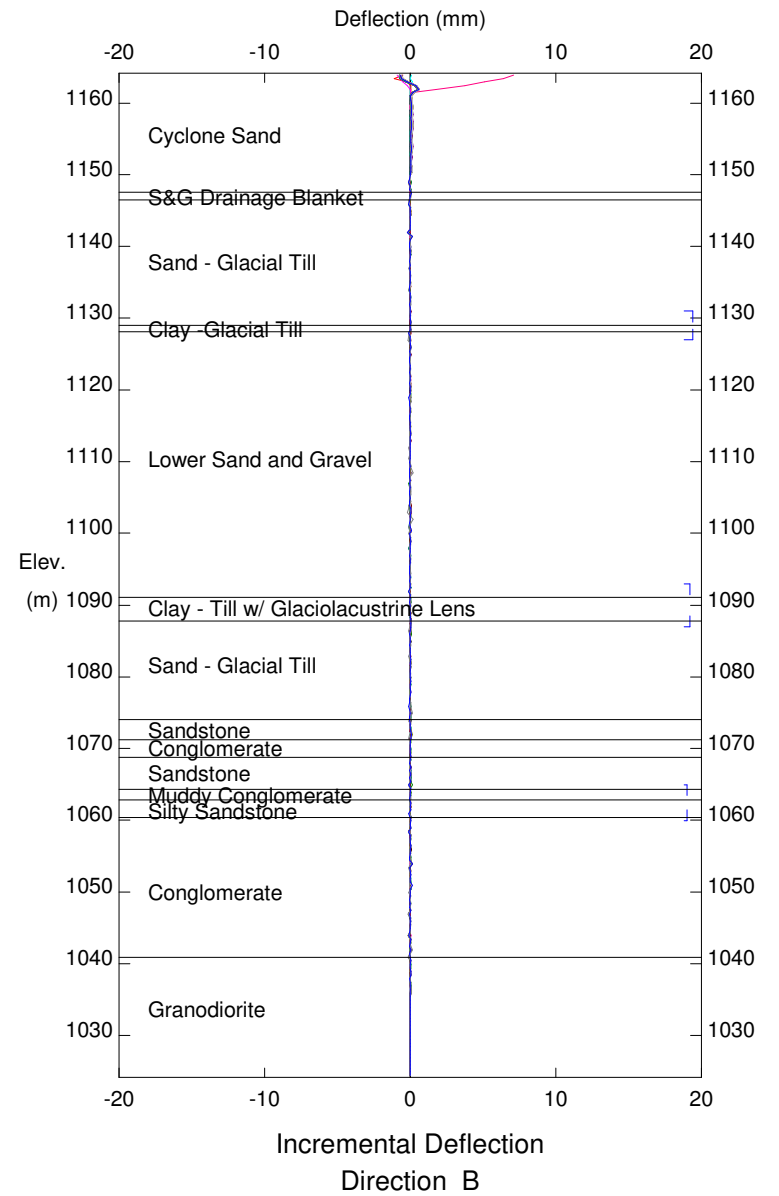 Deflection (mm)
-20 -10 0 10 20
1160 1160
Cyclone Sand
1150 1150
S&G Drainage Blanket
1140 1140
Sand - Glacial Till
1130 1130
Clay -Glacial Till
1120 1120
1110 Lower Sand and Gravel 1110
1100 1100
Elev.
(m) 1090 1090
Clay - Till w/ Glaciolacustrine Lens
1080 Sand - Glacial Till 1080
Sandstone
1070 Conglomerate 1070
Sandstone
Muddy Conglomerate
1060 Silty Sandstone 1060
1050 Conglomerate 1050
1040 1040
Granodiorite
1030 1030
-20 -10 0 10 20
Incremental Deflection
Direction B